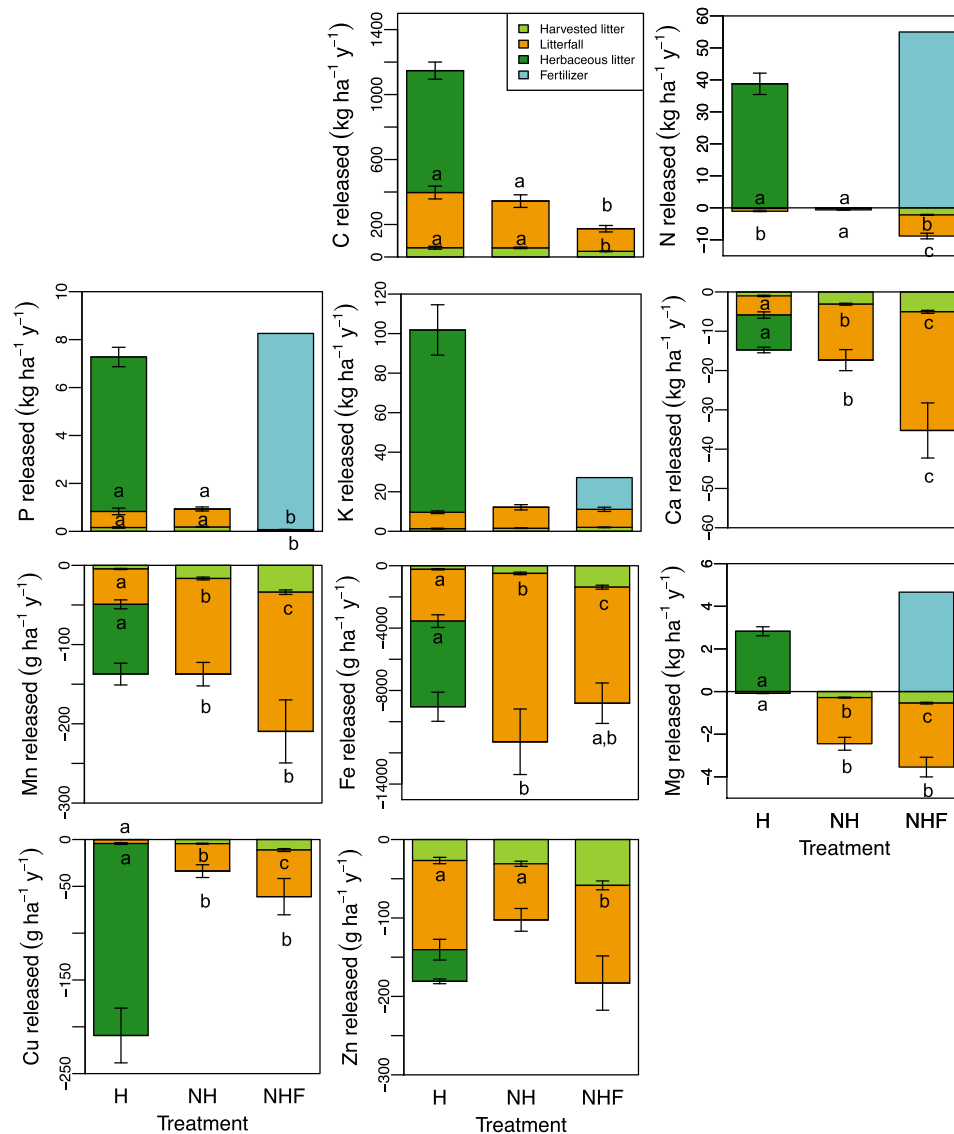 C released (kg ha⁻¹ y⁻¹)
1400
1000
600
200
0
Harvested litter
Litterfall
Herbaceous litter
Fertilizer
a
a
a
a
b
b
N released (kg ha⁻¹ y⁻¹)
60
50
40
30
20
10
0
−10
a
b
a
a
b
c
P released (kg ha⁻¹ y⁻¹)
10
8
6
4
2
0
a
a
a
a
b
b
K released (kg ha⁻¹ y⁻¹)
120
100
80
60
40
20
0
Ca released (kg ha⁻¹ y⁻¹)
0
−10
−20
−30
−40
−50
−60
a
a
b
b
c
c
Mn released (g ha⁻¹ y⁻¹)
0
−100
−200
−300
a
a
b
b
c
b
Fe released (g ha⁻¹ y⁻¹)
0
−4000
−8000
−14000
a
a
b
b
c
a,b
Mg released (kg ha⁻¹ y⁻¹)
6
4
2
0
−2
−4
a
a
b
b
c
b
H NH NHF
Treatment
Cu released (g ha⁻¹ y⁻¹)
0
−50
−150
−250
a
a
b
b
c
b
H NH NHF
Treatment
Zn released (g ha⁻¹ y⁻¹)
0
−100
−200
−300
a
a
b
H NH NHF
Treatment